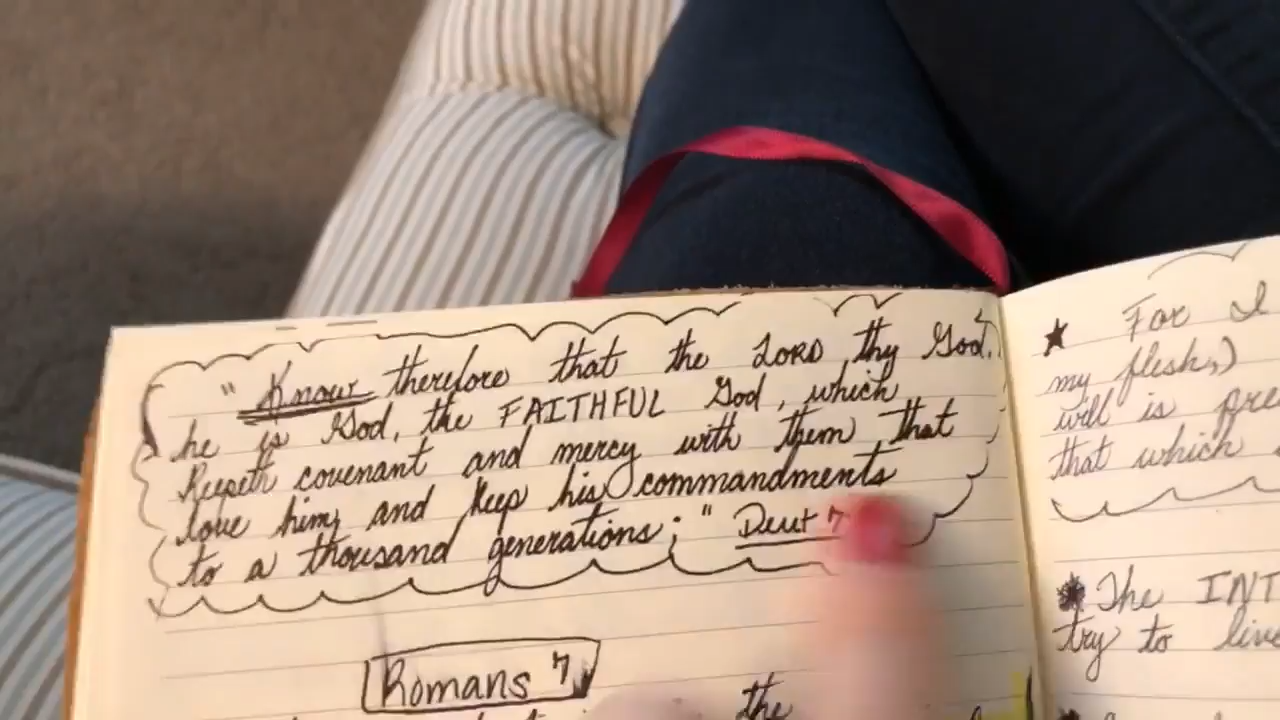 "Know therefore that the LORD thy God,
he is God, the FAITHFUL God, which
Keepeth covenant and mercy with them that
love him, and keep his commandments
to a thousand generations;" Deut 7
Romans 7
the
For I
my flesh,)
will is pre
that which
The INT
try to live